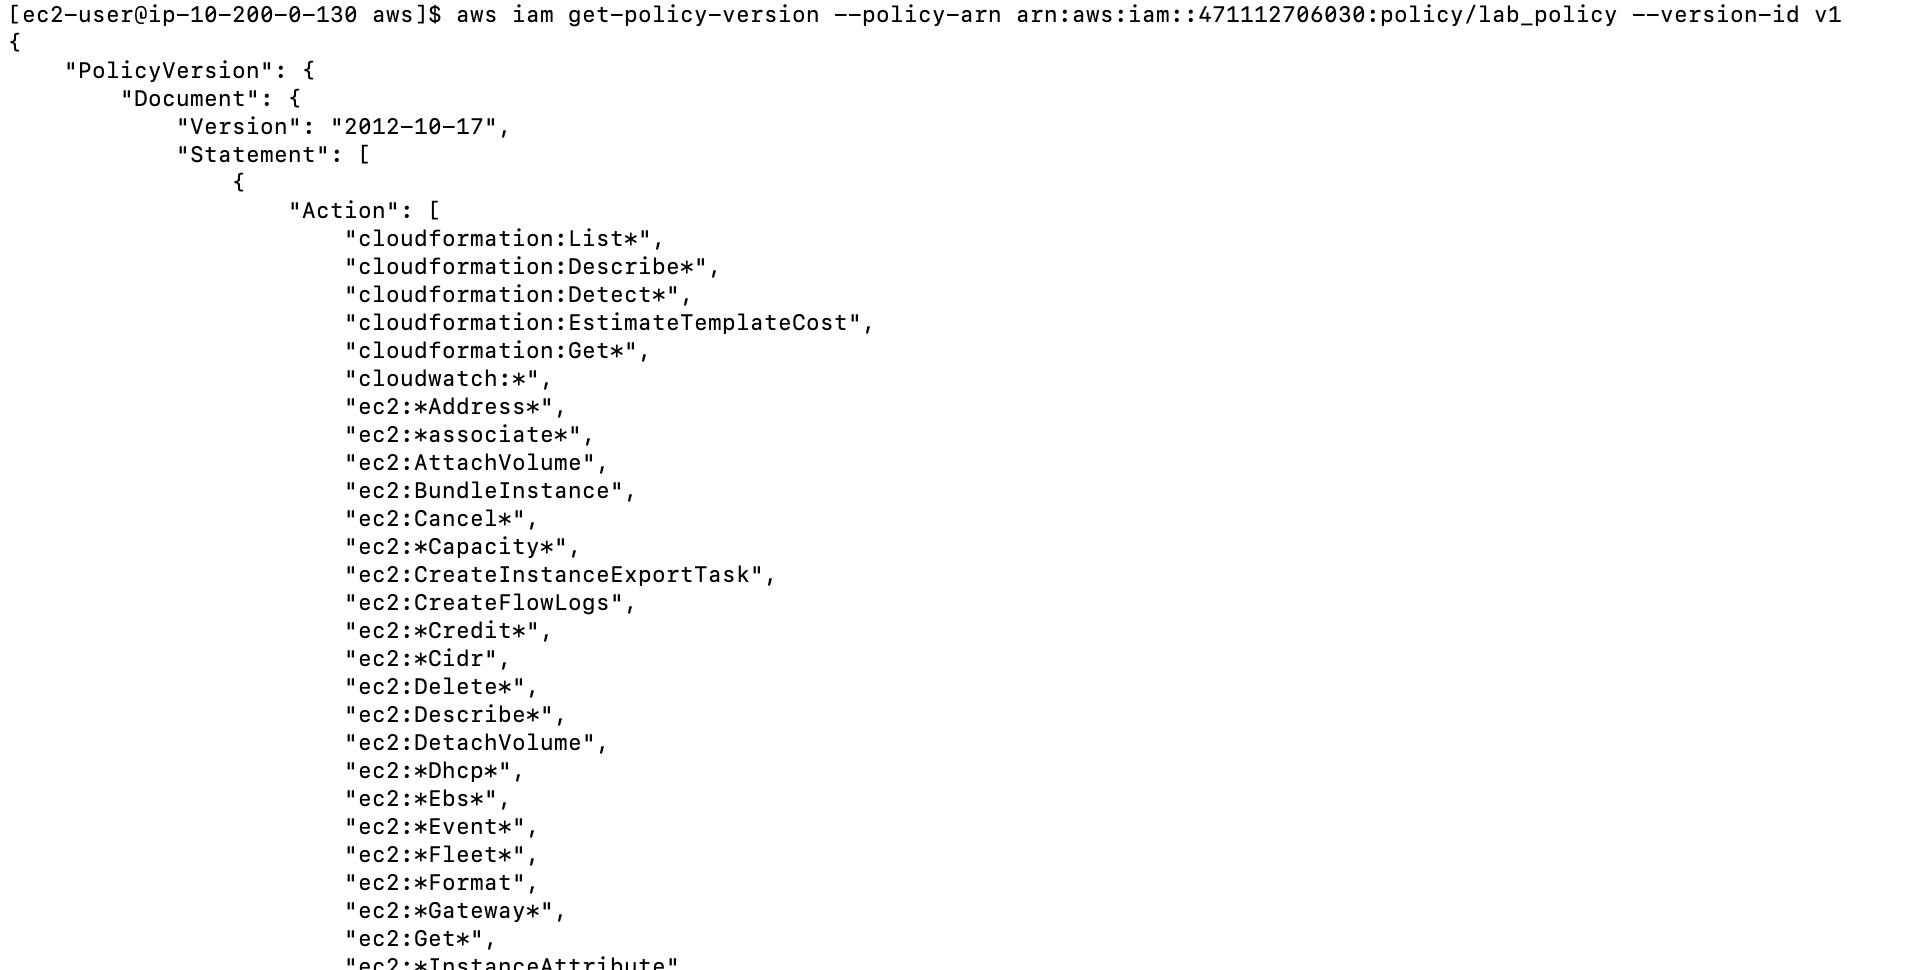 [ec2-user@ip-10-200-0-130 aws]$ aws iam get-policy-version --policy-arn arn:aws:iam::471112706030:policy/lab_policy --version-id v1
{
    "PolicyVersion": {
        "Document": {
            "Version": "2012-10-17",
            "Statement": [
                {
                    "Action": [
                        "cloudformation:List*",
                        "cloudformation:Describe*",
                        "cloudformation:Detect*",
                        "cloudformation:EstimateTemplateCost",
                        "cloudformation:Get*",
                        "cloudwatch:*",
                        "ec2:*Address*",
                        "ec2:*associate*",
                        "ec2:AttachVolume",
                        "ec2:BundleInstance",
                        "ec2:Cancel*",
                        "ec2:*Capacity*",
                        "ec2:CreateInstanceExportTask",
                        "ec2:CreateFlowLogs",
                        "ec2:*Credit*",
                        "ec2:*Cidr",
                        "ec2:Delete*",
                        "ec2:Describe*",
                        "ec2:DetachVolume",
                        "ec2:*Dhcp*",
                        "ec2:*Ebs*",
                        "ec2:*Event*",
                        "ec2:*Fleet*",
                        "ec2:*Format",
                        "ec2:*Gateway*",
                        "ec2:Get*",
                        "ec2:*InstanceAttribute"